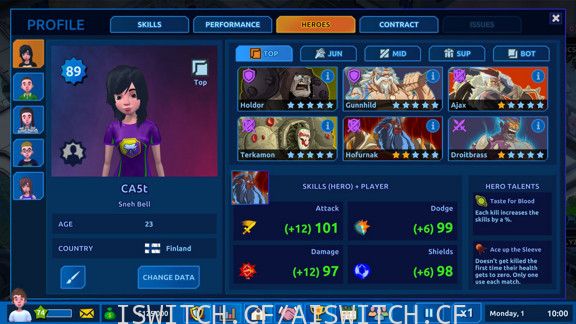 PROFILE
SKILLS
PERFORMANCE
HEROES
CONTRACT
ISSUES
89
Top
CA5t
Sneh Bell
AGE 23
COUNTRY Finland
CHANGE DATA
TOP
JUN
MID
SUP
BOT
Holdor
Gunnhild
Ajax
Terkamon
Hofurnak
Droitbrass
SKILLS (HERO) + PLAYER
Attack
(+12) 101
Dodge
(+6) 99
Damage
(+12) 97
Shields
(+6) 98
HERO TALENTS
Taste for Blood
Each kill increases the
skills by a %.
Ace up the Sleeve
Doesn't get killed the
first time their health
gets to zero. Only one
use each match.
74
x1
Monday, 1
10:00
ISWITCH.CF/AISWITCH.CF